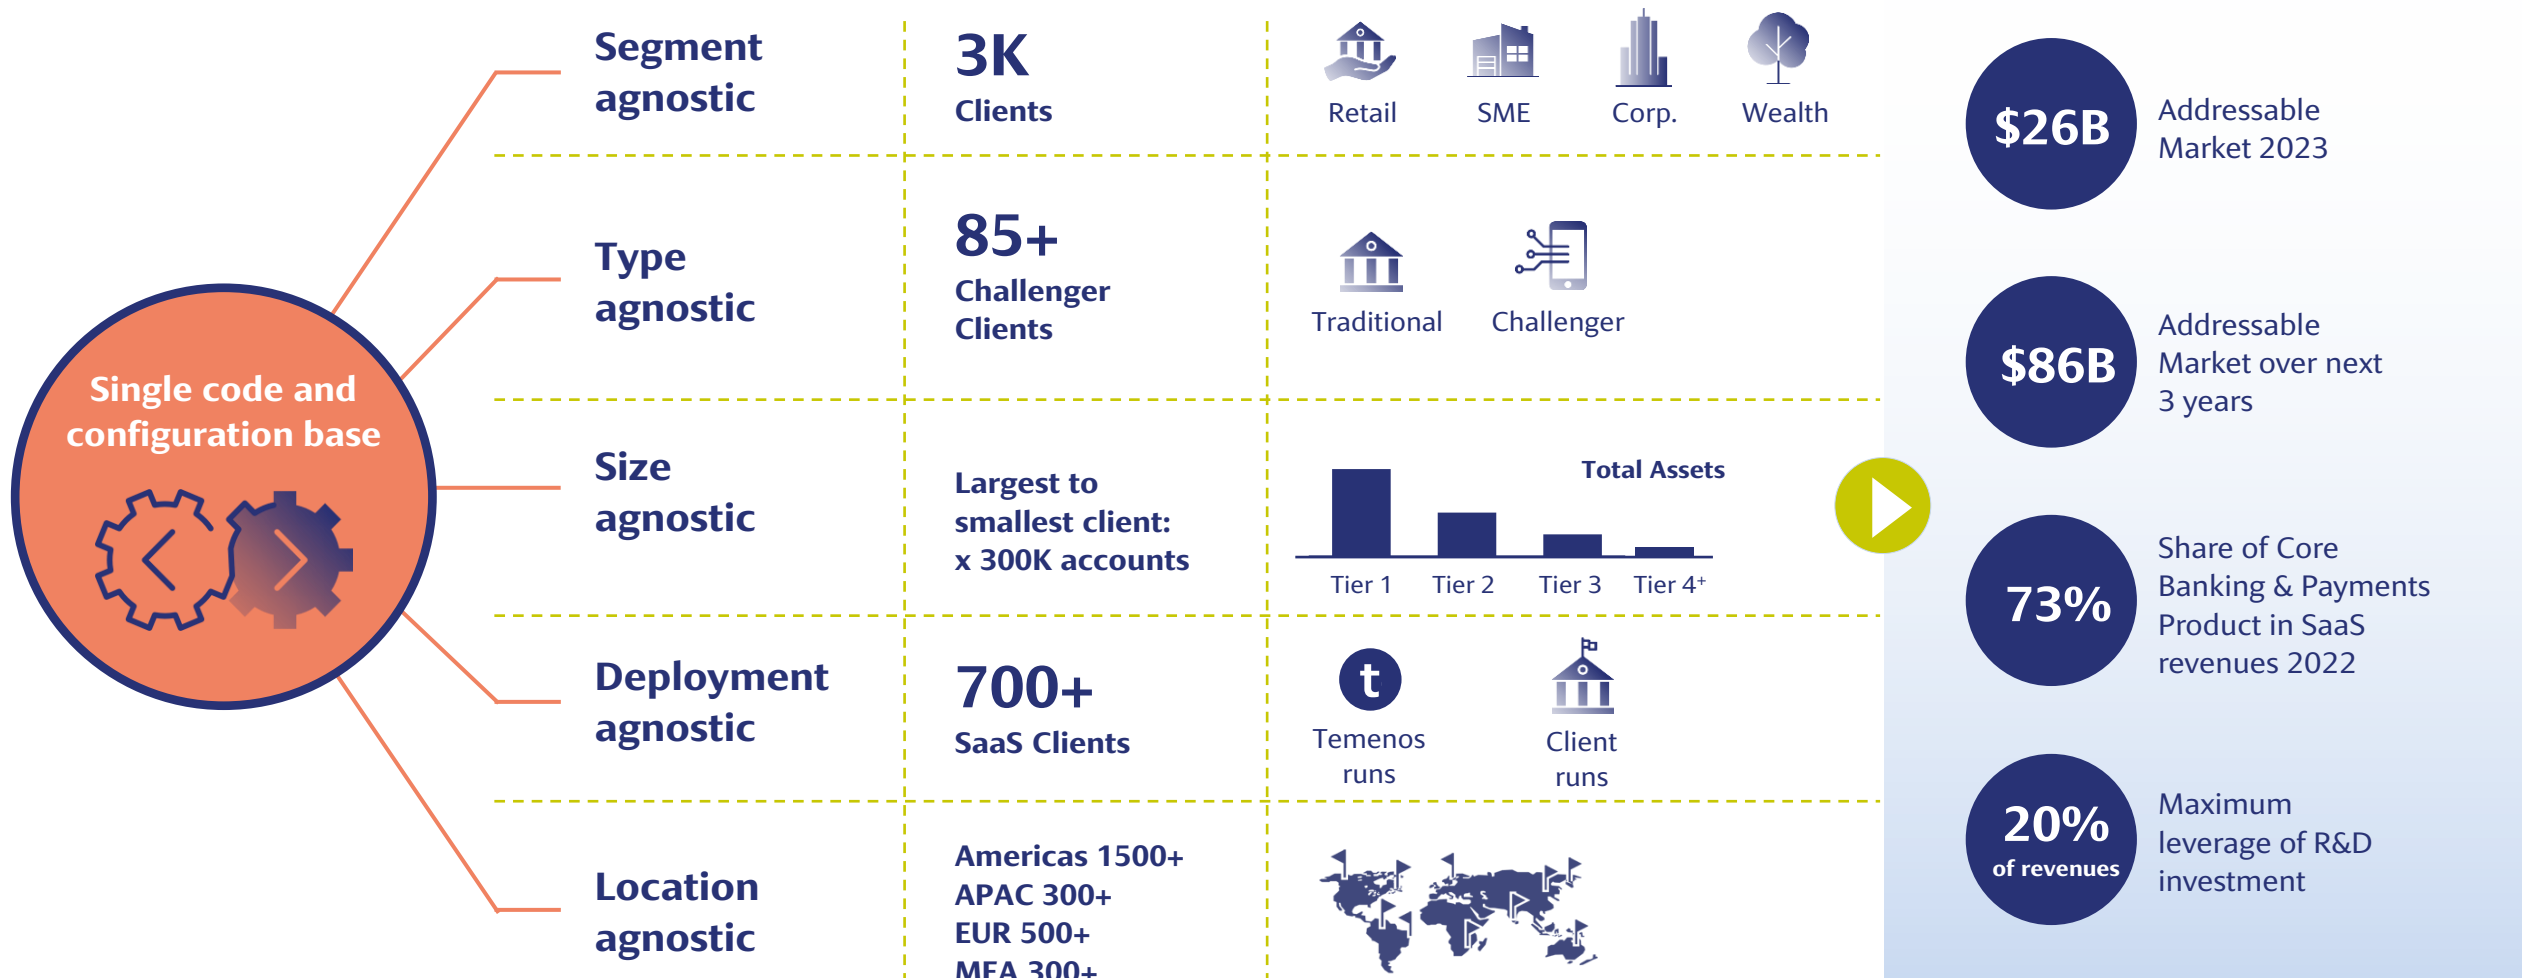 Single code and
configuration base
Segment
agnostic
3K
Clients
Retail
SME
Corp.
Wealth
Type
agnostic
85+
Challenger
Clients
Traditional
Challenger
Size
agnostic
Largest to
smallest client:
x 300K accounts
Total Assets
Tier 1
Tier 2
Tier 3
Tier 4+
Deployment
agnostic
700+
SaaS Clients
t
Temenos
runs
Client
runs
Location
agnostic
Americas 1500+
APAC 300+
EUR 500+
MEA 300+
$26B
Addressable
Market 2023
$86B
Addressable
Market over next
3 years
73%
Share of Core
Banking & Payments
Product in SaaS
revenues 2022
20%
of revenues
Maximum
leverage of R&D
investment